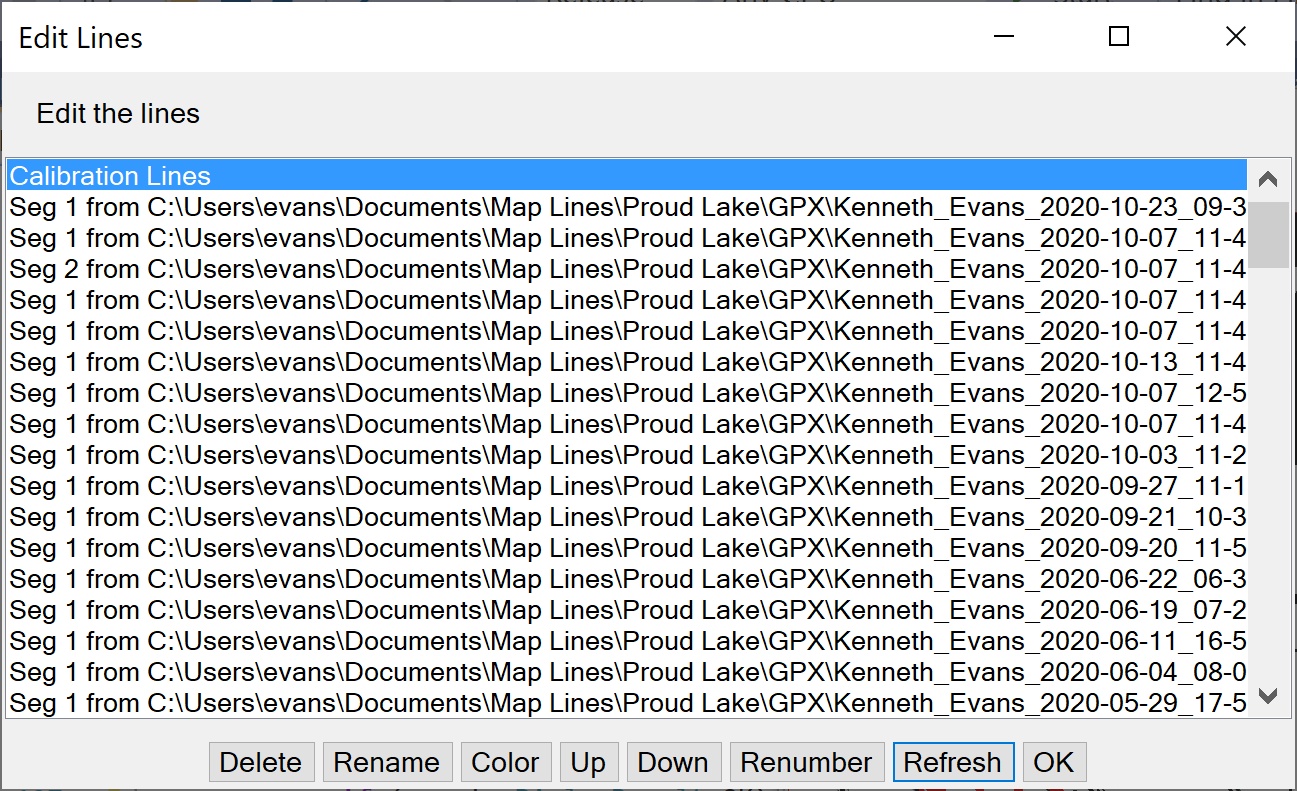 Edit Lines
Edit the lines
Calibration Lines
Seg 1 from C:\Users\evans\Documents\Map Lines\Proud Lake\GPX\Kenneth_Evans_2020-10-23_09-3
Seg 1 from C:\Users\evans\Documents\Map Lines\Proud Lake\GPX\Kenneth_Evans_2020-10-07_11-4
Seg 2 from C:\Users\evans\Documents\Map Lines\Proud Lake\GPX\Kenneth_Evans_2020-10-07_11-4
Seg 1 from C:\Users\evans\Documents\Map Lines\Proud Lake\GPX\Kenneth_Evans_2020-10-07_11-4
Seg 1 from C:\Users\evans\Documents\Map Lines\Proud Lake\GPX\Kenneth_Evans_2020-10-07_11-4
Seg 1 from C:\Users\evans\Documents\Map Lines\Proud Lake\GPX\Kenneth_Evans_2020-10-13_11-4
Seg 1 from C:\Users\evans\Documents\Map Lines\Proud Lake\GPX\Kenneth_Evans_2020-10-07_12-5
Seg 1 from C:\Users\evans\Documents\Map Lines\Proud Lake\GPX\Kenneth_Evans_2020-10-07_11-4
Seg 1 from C:\Users\evans\Documents\Map Lines\Proud Lake\GPX\Kenneth_Evans_2020-10-03_11-2
Seg 1 from C:\Users\evans\Documents\Map Lines\Proud Lake\GPX\Kenneth_Evans_2020-09-27_11-1
Seg 1 from C:\Users\evans\Documents\Map Lines\Proud Lake\GPX\Kenneth_Evans_2020-09-21_10-3
Seg 1 from C:\Users\evans\Documents\Map Lines\Proud Lake\GPX\Kenneth_Evans_2020-09-20_11-5
Seg 1 from C:\Users\evans\Documents\Map Lines\Proud Lake\GPX\Kenneth_Evans_2020-06-22_06-3
Seg 1 from C:\Users\evans\Documents\Map Lines\Proud Lake\GPX\Kenneth_Evans_2020-06-19_07-2
Seg 1 from C:\Users\evans\Documents\Map Lines\Proud Lake\GPX\Kenneth_Evans_2020-06-11_16-5
Seg 1 from C:\Users\evans\Documents\Map Lines\Proud Lake\GPX\Kenneth_Evans_2020-06-04_08-0
Seg 1 from C:\Users\evans\Documents\Map Lines\Proud Lake\GPX\Kenneth_Evans_2020-05-29_17-5
Delete Rename Color Up Down Renumber Refresh OK